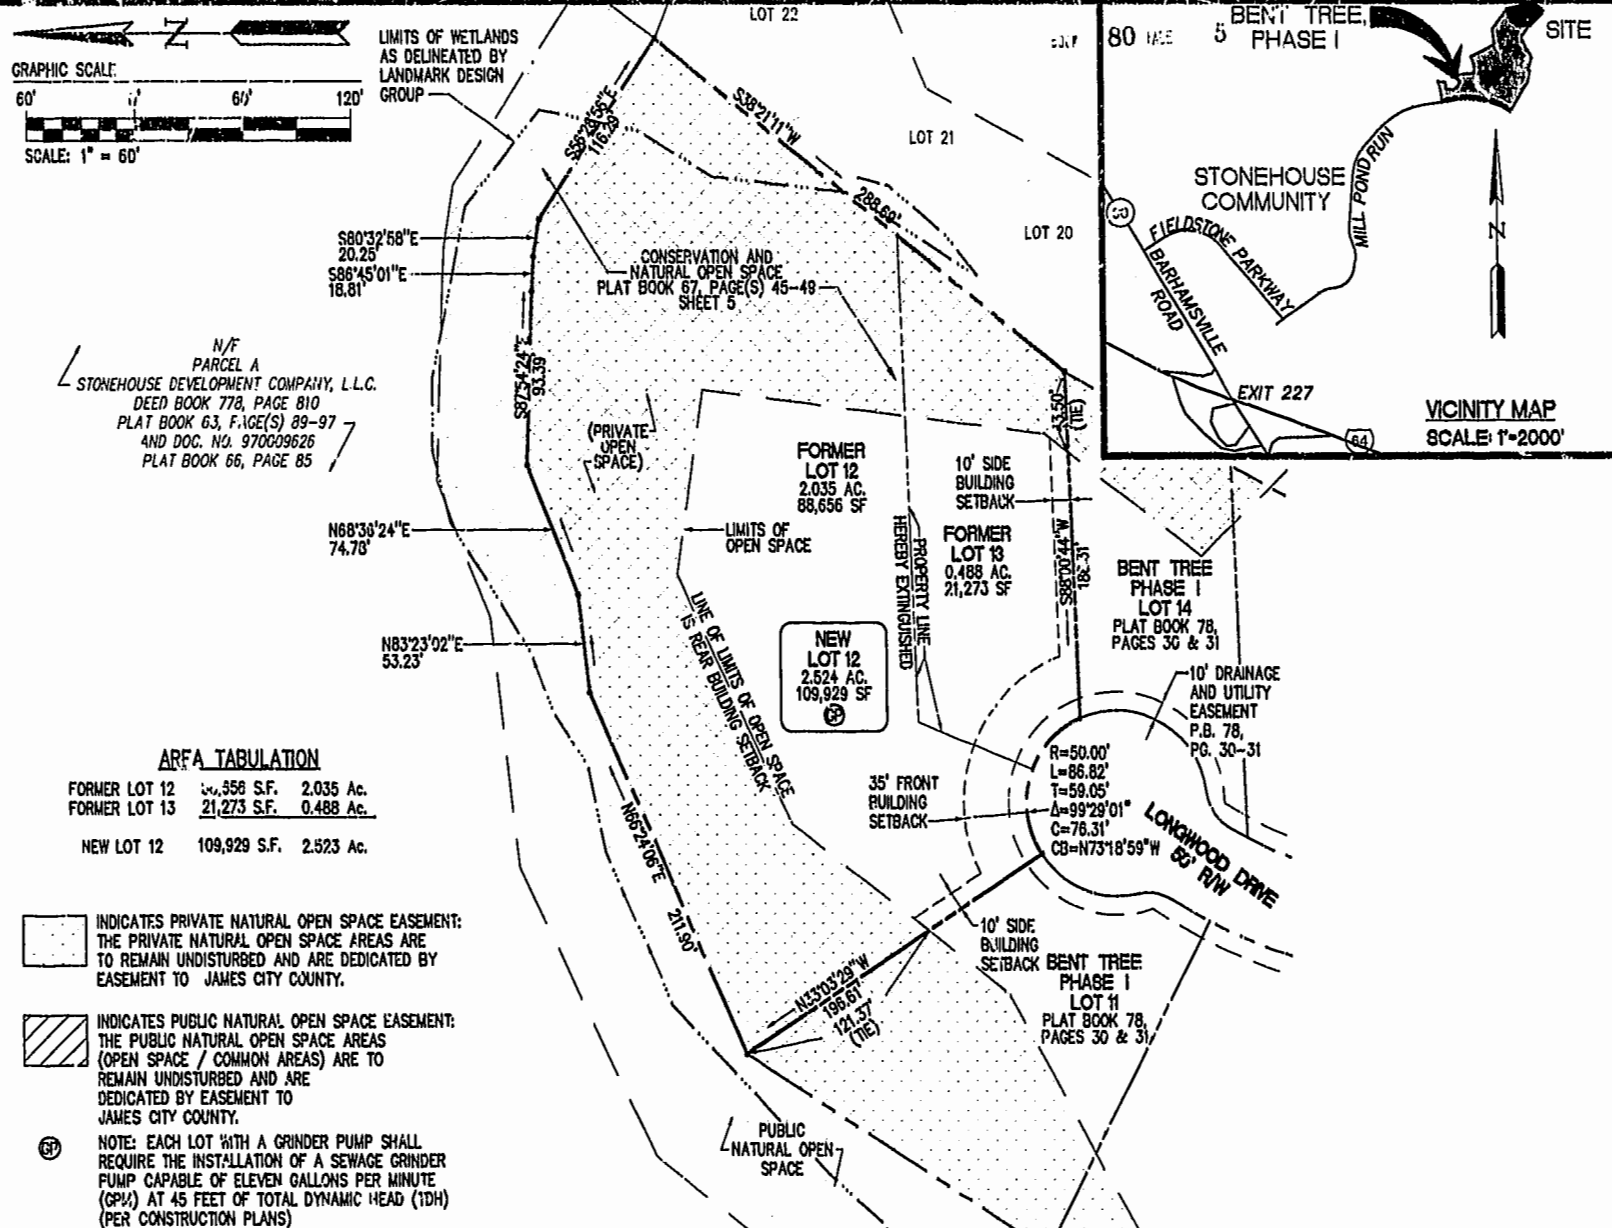 N
GRAPHIC SCALE
60'
60'
120'
SCALE: 1" = 60'
LIMITS OF WETLANDS
AS DELINEATED BY
LANDMARK DESIGN
GROUP
LOT 22
LOT 21
LOT 20
80
5
BENT TREE,
PHASE I
SITE
STONEHOUSE
COMMUNITY
MILL POND RUN
FIELDSTONE PARKWAY
BARHAMSVILLE
ROAD
N
EXIT 227
64
VICINITY MAP
SCALE: 1"=2000'
S56°28'56"E
116.29'
S38°21'11"W
288.69'
S80°32'58"E
20.25'
S86°45'01"E
18.81'
S87°54'24"E
93.39'
CONSERVATION AND
NATURAL OPEN SPACE
PLAT BOOK 67, PAGE(S) 45-49
SHEET 5
N/F
PARCEL A
STONEHOUSE DEVELOPMENT COMPANY, L.L.C.
DEED BOOK 778, PAGE 810
PLAT BOOK 63, PAGE(S) 89-97
AND DOC. NO. 970009626
PLAT BOOK 66, PAGE 85
(PRIVATE
OPEN
SPACE)
FORMER
LOT 12
2.035 AC.
88,656 SF
(TIE)
10' SIDE
BUILDING
SETBACK
LIMITS OF
OPEN SPACE
FORMER
LOT 13
0.488 AC.
21,273 SF
PROPERTY LINE
HEREBY EXTINGUISHED
S88°00'44"W
N83°23'02"E
53.23'
BENT TREE
PHASE I
LOT 14
PLAT BOOK 78,
PAGES 30 & 31
LINE OF LIMITS OF OPEN SPACE
IS REAR BUILDING SETBACK
NEW
LOT 12
2.524 AC.
109,929 SF
GP
10' DRAINAGE
AND UTILITY
EASEMENT
P.B. 78,
PG. 30-31
R=50.00'
L=86.82'
T=59.05'
Δ=99°29'01"
C=76.31'
CB=N73°18'59"W
35' FRONT
BUILDING
SETBACK
LONGWOOD DRIVE
50' R/W
N66°24'06"E
211.90'
AREA TABULATION
FORMER LOT 12 S.F. 2.035 Ac.
FORMER LOT 13 21,273 S.F. 0.488 Ac.
NEW LOT 12 109,929 S.F. 2.523 Ac.
10' SIDE
BUILDING
SETBACK
N33°03'29"W
196.61'
121.37'
(TIE)
BENT TREE
PHASE I
LOT 11
PLAT BOOK 78,
PAGES 30 & 31
INDICATES PRIVATE NATURAL OPEN SPACE EASEMENT:
THE PRIVATE NATURAL OPEN SPACE AREAS ARE
TO REMAIN UNDISTURBED AND ARE DEDICATED BY
EASEMENT TO JAMES CITY COUNTY.
INDICATES PUBLIC NATURAL OPEN SPACE EASEMENT:
THE PUBLIC NATURAL OPEN SPACE AREAS
(OPEN SPACE / COMMON AREAS) ARE TO
REMAIN UNDISTURBED AND ARE
DEDICATED BY EASEMENT TO
JAMES CITY COUNTY.
GP
NOTE: EACH LOT WITH A GRINDER PUMP SHALL
REQUIRE THE INSTALLATION OF A SEWAGE GRINDER
PUMP CAPABLE OF ELEVEN GALLONS PER MINUTE
(GPM) AT 45 FEET OF TOTAL DYNAMIC HEAD (TDH)
(PER CONSTRUCTION PLANS)
PUBLIC
NATURAL OPEN
SPACE